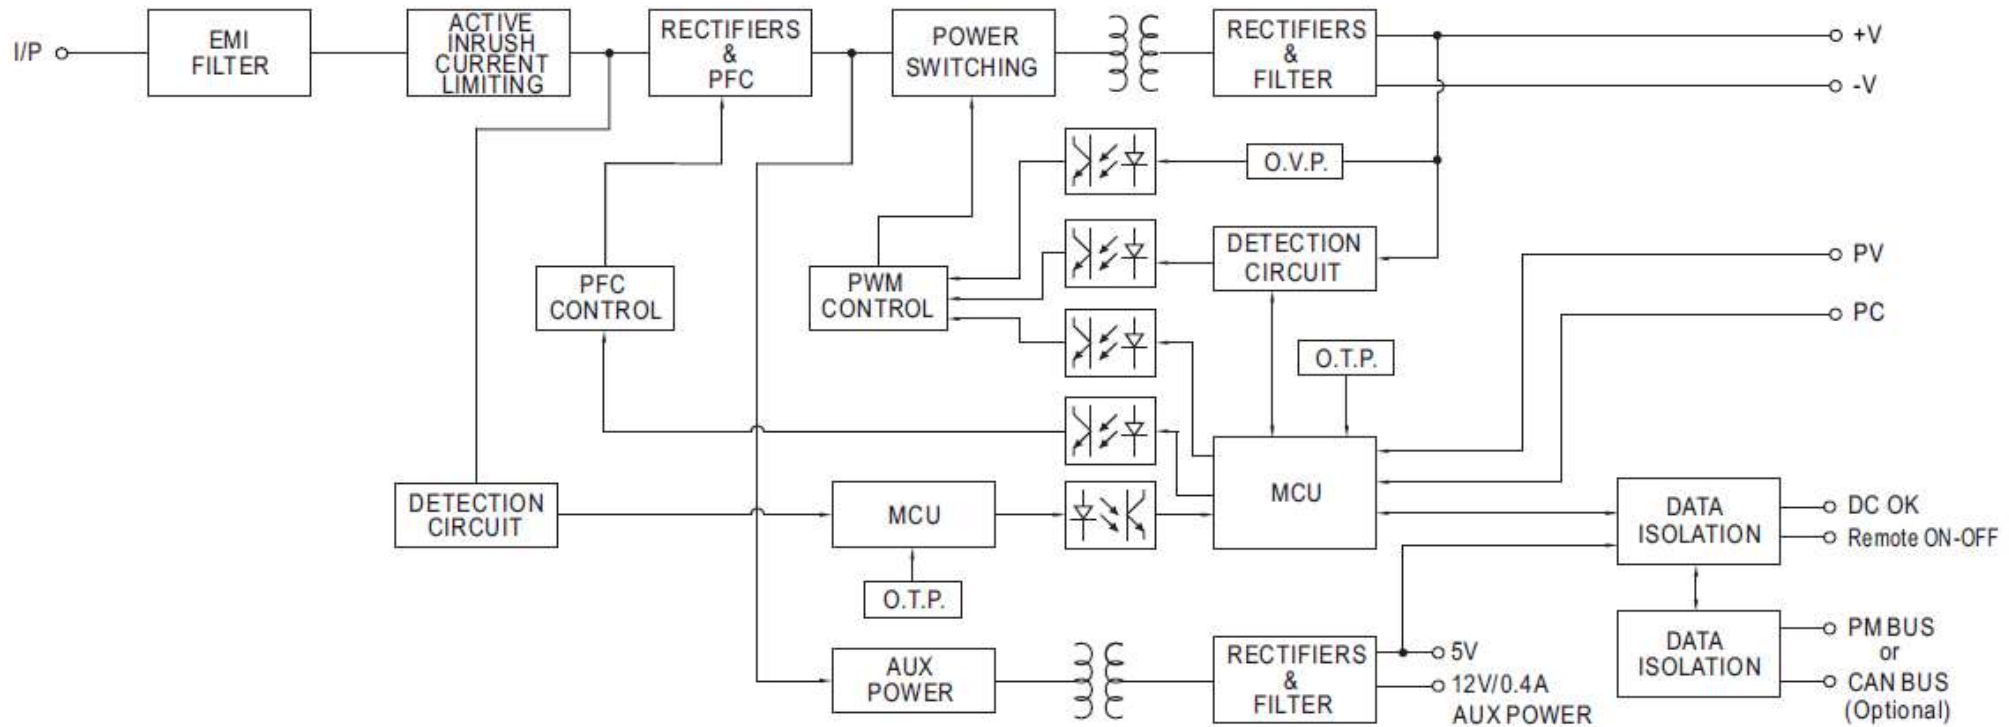 I/P
EMI
FILTER
ACTIVE
INRUSH
CURRENT
LIMITING
RECTIFIERS
&
PFC
POWER
SWITCHING
RECTIFIERS
&
FILTER
+V
-V
O.V.P.
DETECTION
CIRCUIT
PFC
CONTROL
PWM
CONTROL
PV
PC
O.T.P.
DETECTION
CIRCUIT
MCU
MCU
DATA
ISOLATION
DC OK
Remote ON-OFF
O.T.P.
AUX
POWER
RECTIFIERS
&
FILTER
5V
12V/0.4A
AUX POWER
DATA
ISOLATION
PM BUS
or
CAN BUS
(Optional)